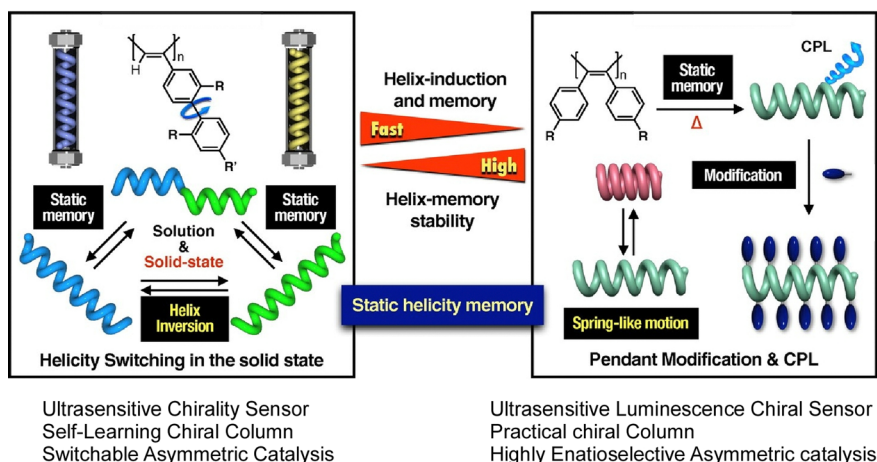 H
n
R
R
R'
Static
memory
Static
memory
Solution
&
Solid-state
Helix
Inversion
Helicity Switching in the solid state
Helix-induction
and memory
Fast
High
Helix-memory
stability
Static helicity memory
n
R
R
Static
memory
Δ
CPL
Modification
Spring-like motion
Pendant Modification & CPL
Ultrasensitive Chirality Sensor
Self-Learning Chiral Column
Switchable Asymmetric Catalysis
Ultrasensitive Luminescence Chiral Sensor
Practical chiral Column
Highly Enatioselective Asymmetric catalysis